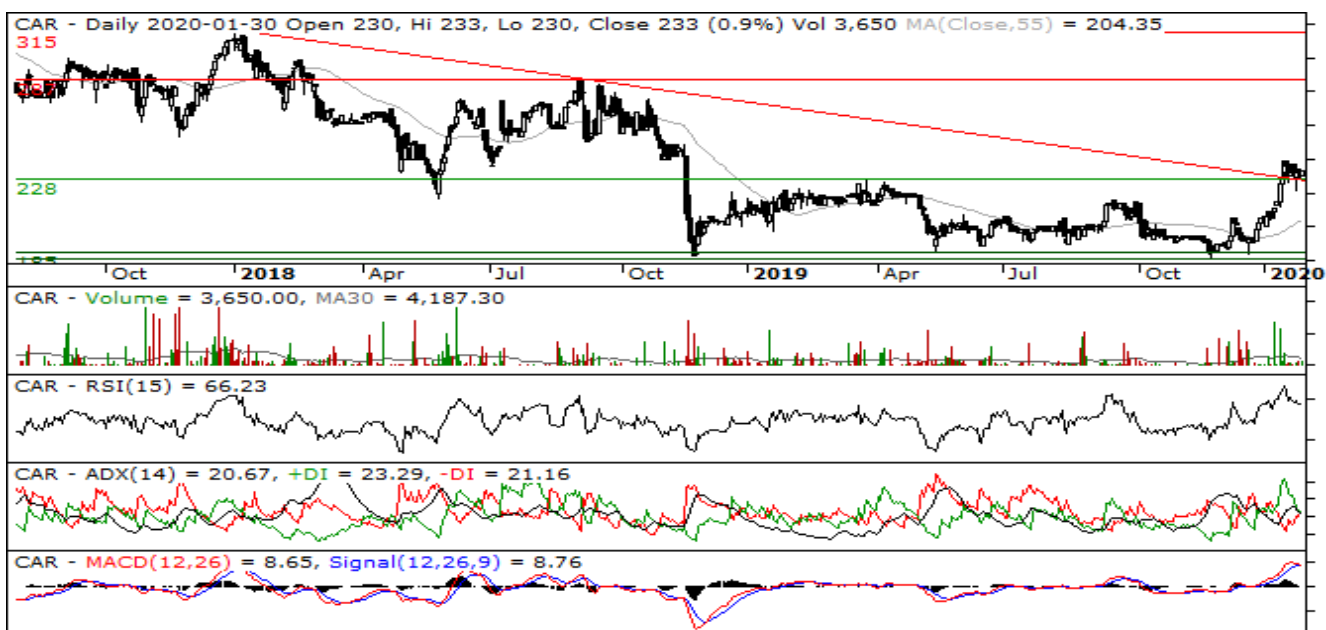 CAR - Daily 2020-01-30 Open 230, Hi 233, Lo 230, Close 233 (0.9%) Vol 3,650 MA(Close,55) = 204.35
315
287
228
185
Oct 2018 Apr Jul Oct 2019 Apr Jul Oct 2020
CAR - Volume = 3,650.00, MA30 = 4,187.30
CAR - RSI(15) = 66.23
CAR - ADX(14) = 20.67, +DI = 23.29, -DI = 21.16
CAR - MACD(12,26) = 8.65, Signal(12,26,9) = 8.76